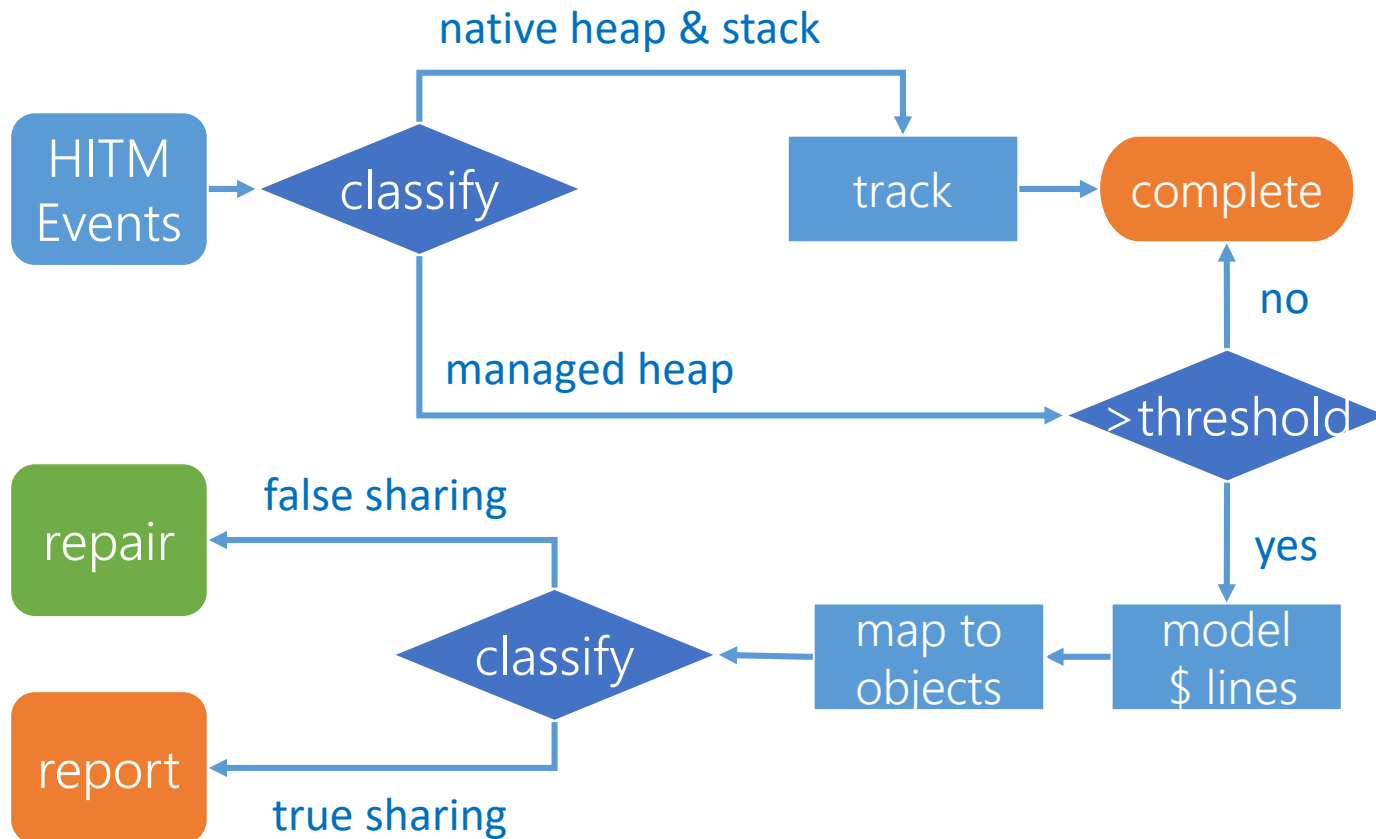 native heap & stack
HITM
Events
classify
track
complete
no
managed heap
>threshold
false sharing
repair
yes
classify
map to
objects
model
$ lines
report
true sharing